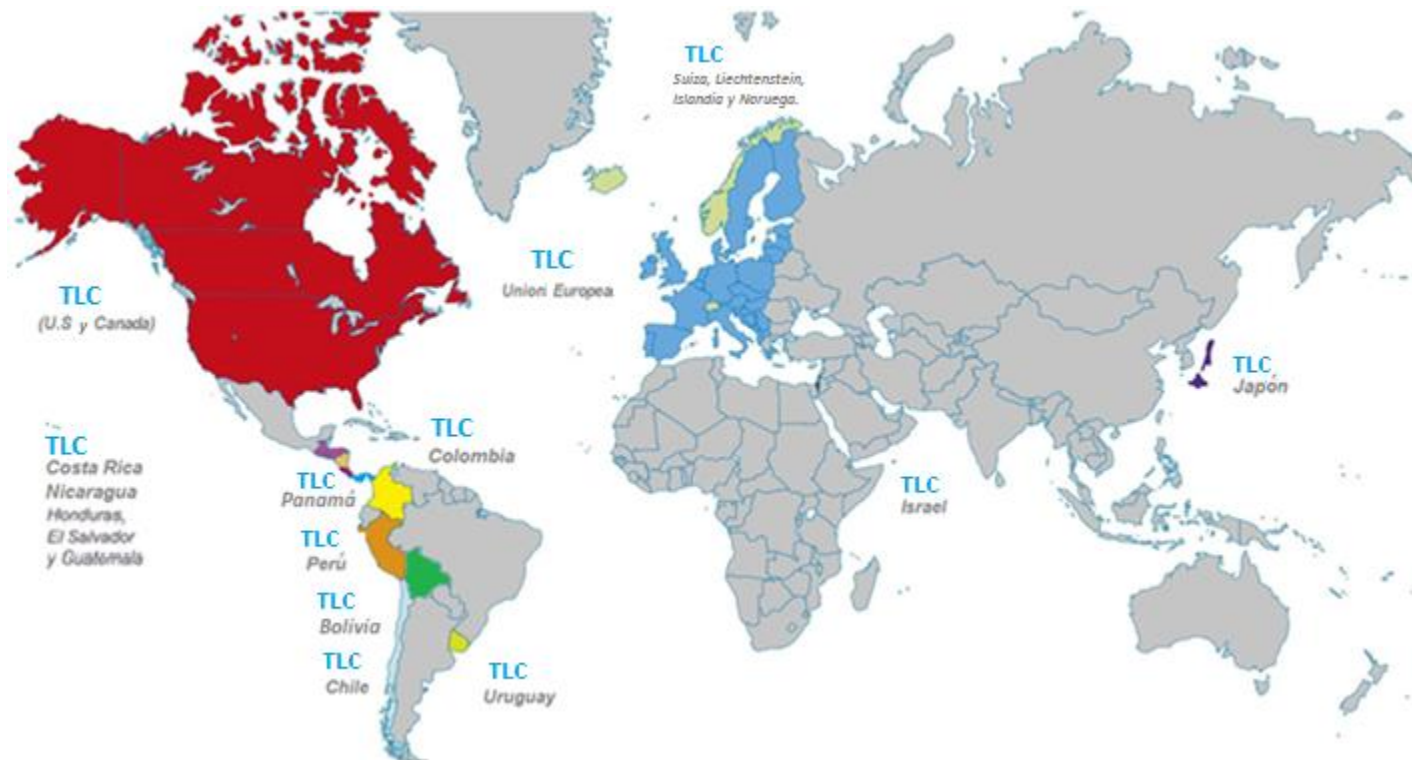 TLC
Suiza, Liechtenstein,
Islandia y Noruega.
TLC
Union Europea
TLC
(U.S y Canada)
TLC
Japón
TLC
Costa Rica
Nicaragua
Honduras,
El Salvador
y Guatemala
TLC
Colombia
TLC
Panamá
TLC
Israel
TLC
Perú
TLC
Bolivia
TLC
Chile
TLC
Uruguay